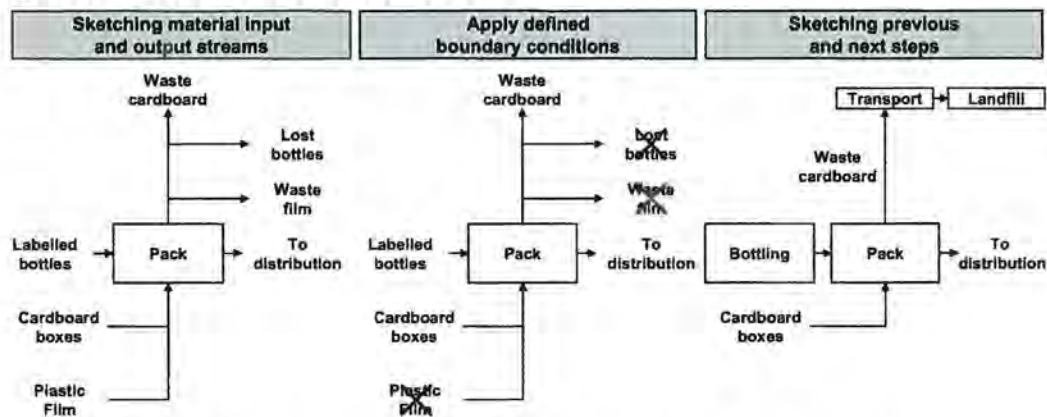 Sketching material input
and output streams
Apply defined
boundary conditions
Sketching previous
and next steps
Waste
cardboard
Lost
bottles
Waste
film
Labelled
bottles
Pack
To
distribution
Cardboard
boxes
Plastic
Film
Waste
cardboard
Lost
bottles
Waste
film
Labelled
bottles
Pack
To
distribution
Cardboard
boxes
Plastic
Film
Transport
Landfill
Waste
cardboard
Bottling
Pack
To
distribution
Cardboard
boxes